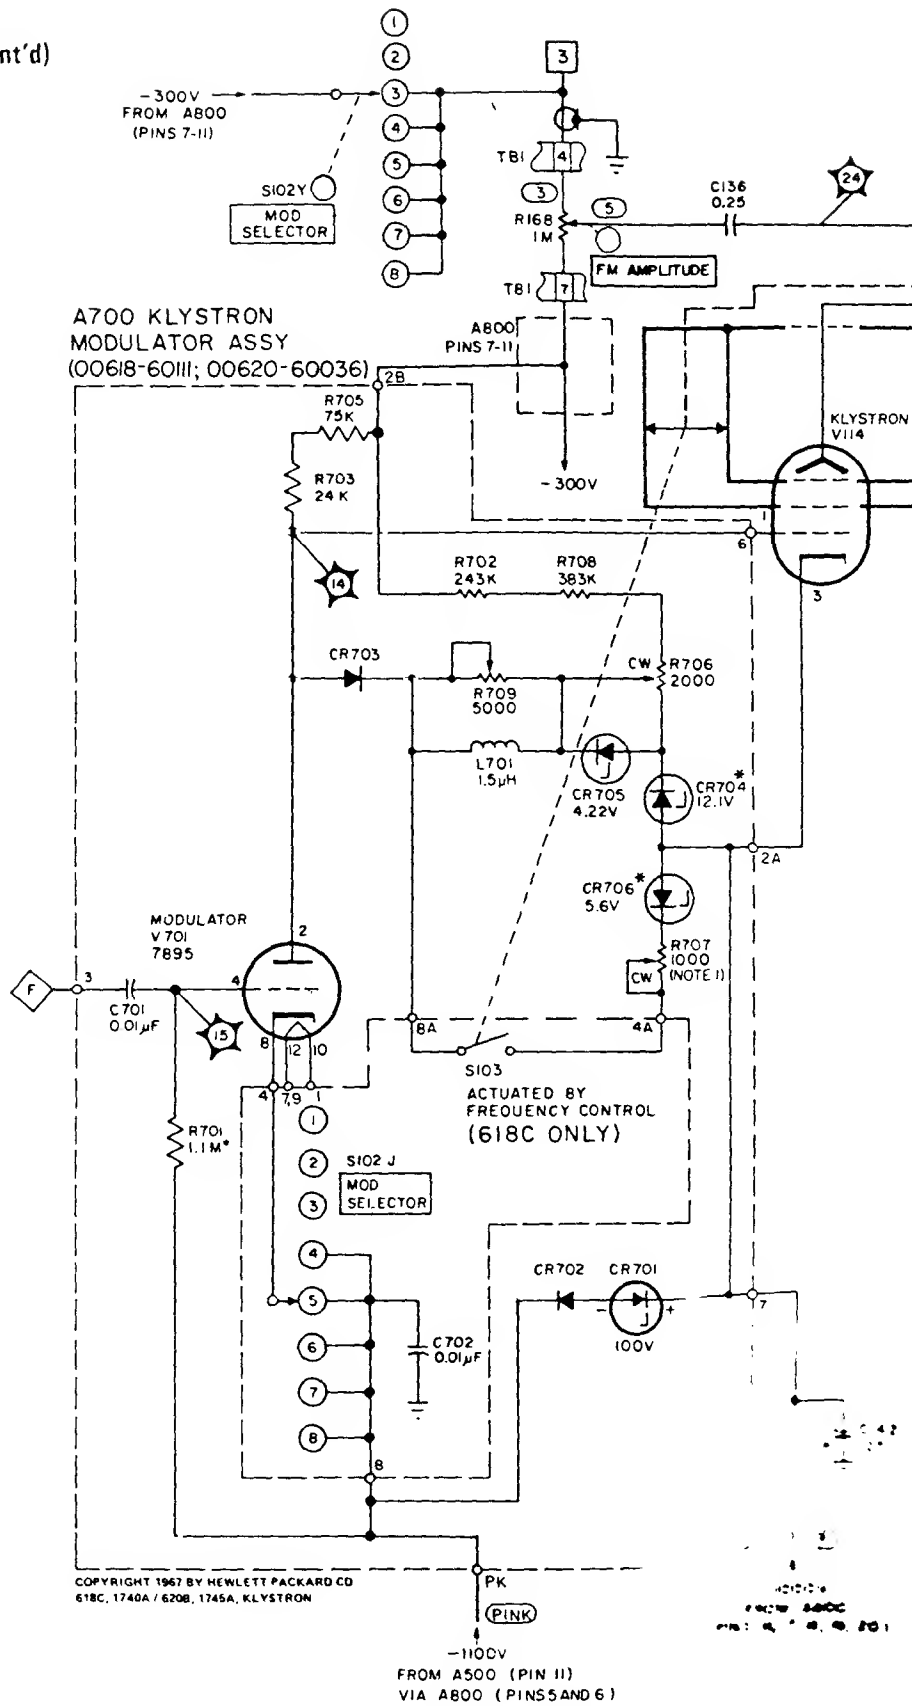 nt'd)
1
2
3
4
5
6
7
8
3
−300V
FROM A800
(PINS 7-11)
S102Y
MOD
SELECTOR
TB1
4
3
R168
1M
5
FM AMPLITUDE
TB1
7
C136
0.25
24
A700 KLYSTRON
MODULATOR ASSY
(00618-60111; 00620-60036)
2B
A800
PINS 7-11
−300V
R705
75K
R703
24 K
KLYSTRON
V114
1
6
3
14
R702
243K
R708
383K
CR703
R709
5000
CW
R706
2000
L701
1.5μH
CR705
4.22V
CR704*
12.1V
2A
CR706*
5.6V
MODULATOR
V701
7895
2
R707
1000
(NOTE 1)
CW
F
3
C701
0.01μF
4
15
8
12
10
8A
4A
S103
ACTUATED BY
FREQUENCY CONTROL
(618C ONLY)
4
7,9
1
R701
1.1M*
1
2
3
4
5
6
7
8
S102 J
MOD
SELECTOR
C702
0.01μF
CR702
CR701
−
+
100V
7
8
COPYRIGHT 1967 BY HEWLETT PACKARD CO
618C, 1740A / 620B, 1745A, KLYSTRON
PK
PINK
−1100V
FROM A500 (PIN 11)
VIA A800 (PINS 5 AND 6)